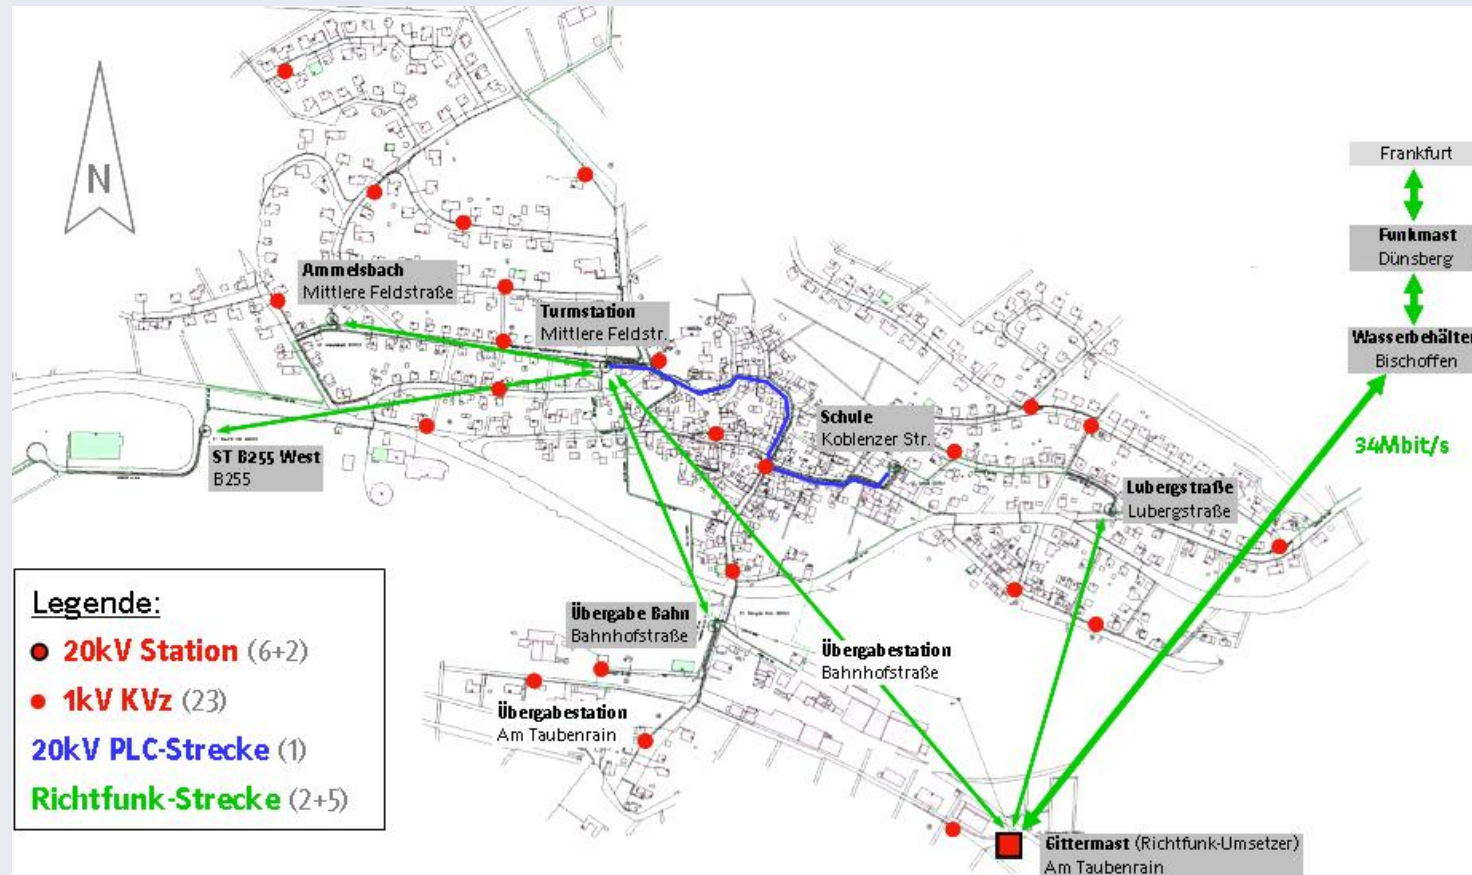 N
Frankfurt
Funkmast
Dünsberg
Wasserbehälter
Bischoffen
34Mbit/s
Ammelsbach
Mittlere Feldstraße
Turmstation
Mittlere Feldstr.
Schule
Koblenzer Str.
ST B255 West
B255
Lubergstraße
Lubergstraße
Übergabe Bahn
Bahnhofstraße
Übergabestation
Bahnhofstraße
Übergabestation
Am Taubenrain
Gittermast (Richtfunk-Umsetzer)
Am Taubenrain
Legende:
20kV Station (6+2)
1kV KVz (23)
20kV PLC-Strecke (1)
Richtfunk-Strecke (2+5)